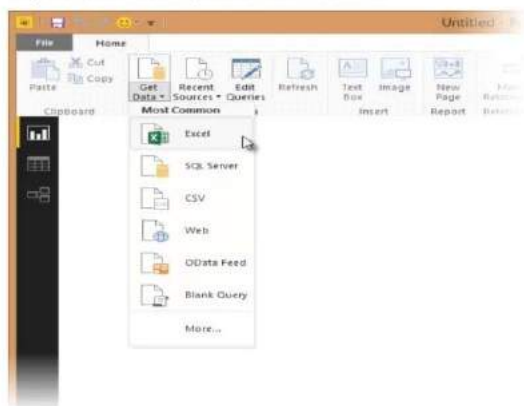 Untitled -
File Home
Cut
Copy
Paste
Get Data
Recent Sources
Edit Queries
Refresh
Text Box
Image
New Page
Clipboard
Insert
Report
Most Common
Excel
SQL Server
CSV
Web
OData Feed
Blank Query
More...